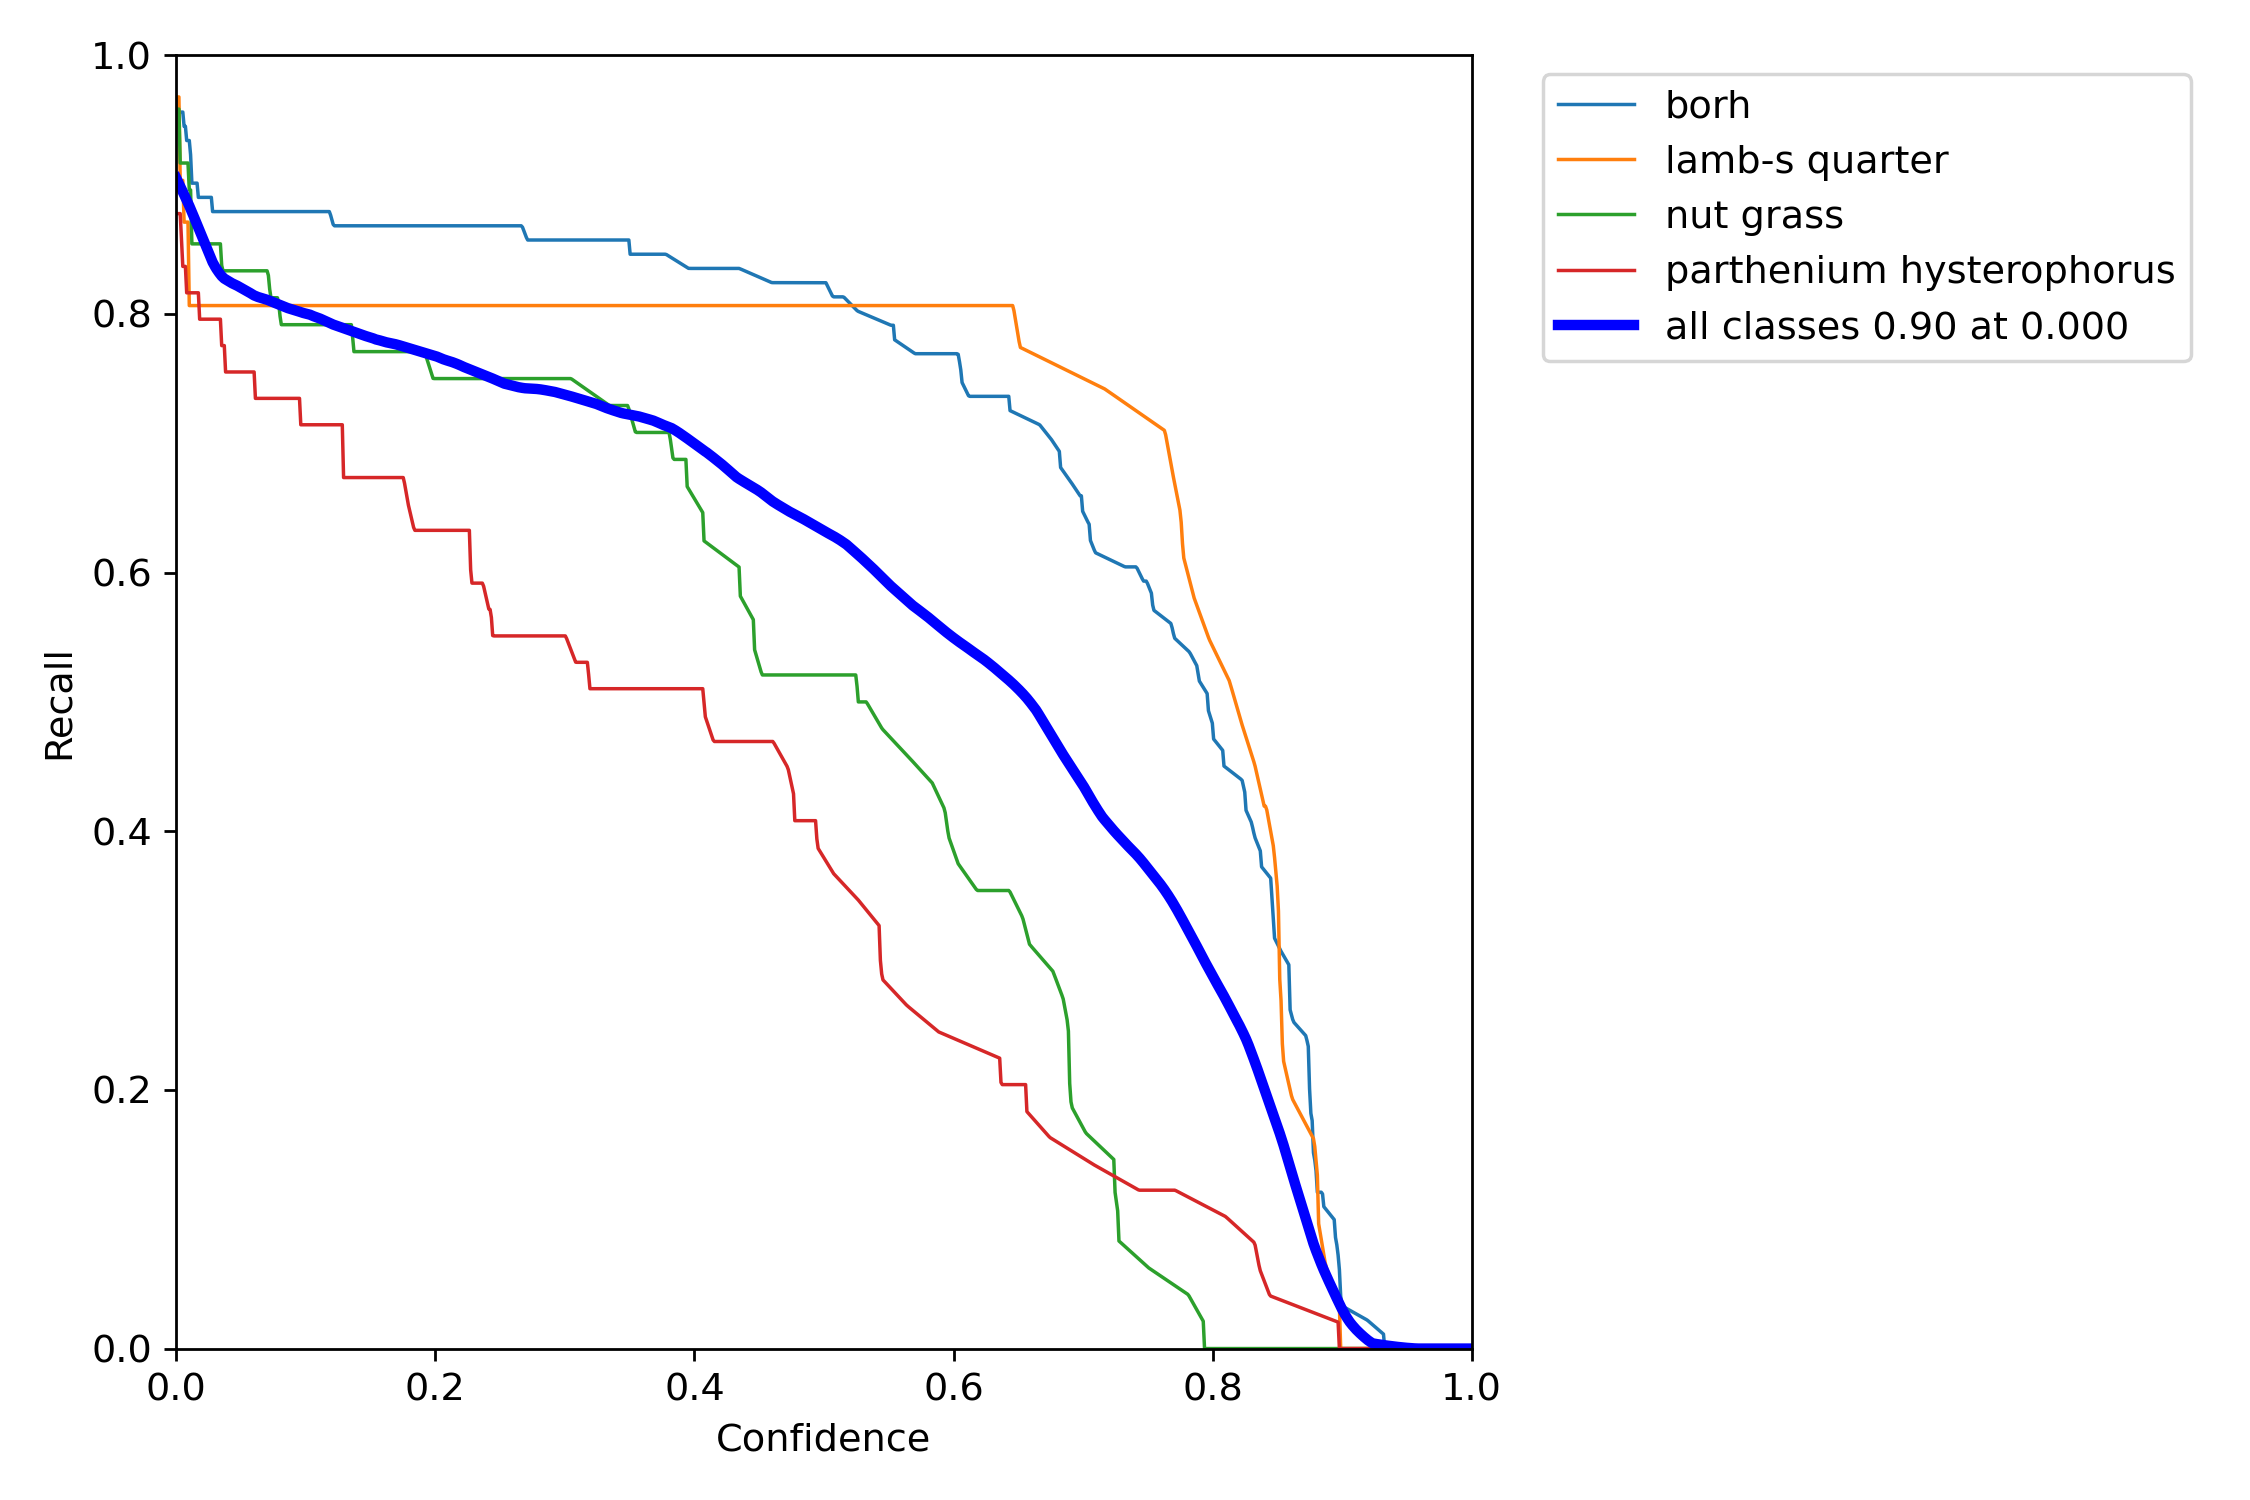 1.0
0.8
0.6
0.4
0.2
0.0
Recall
0.0 0.2 0.4 0.6 0.8 1.0
Confidence
borh
lamb-s quarter
nut grass
parthenium hysterophorus
all classes 0.90 at 0.000